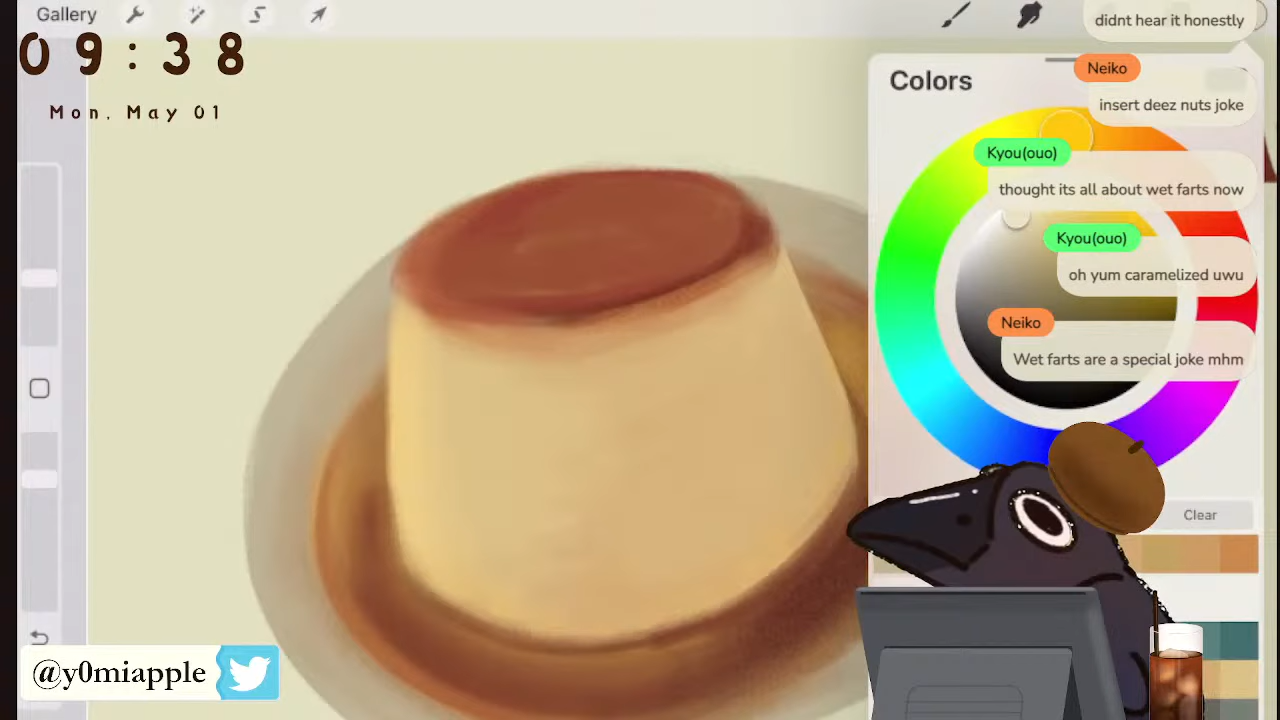 Gallery
didnt hear it honestly
09:38
Mon, May 01
Neiko
Colors
insert deez nuts joke
Kyou(ouo)
thought its all about wet farts now
Kyou(ouo)
oh yum caramelized uwu
Neiko
Wet farts are a special joke mhm
Clear
@y0miapple